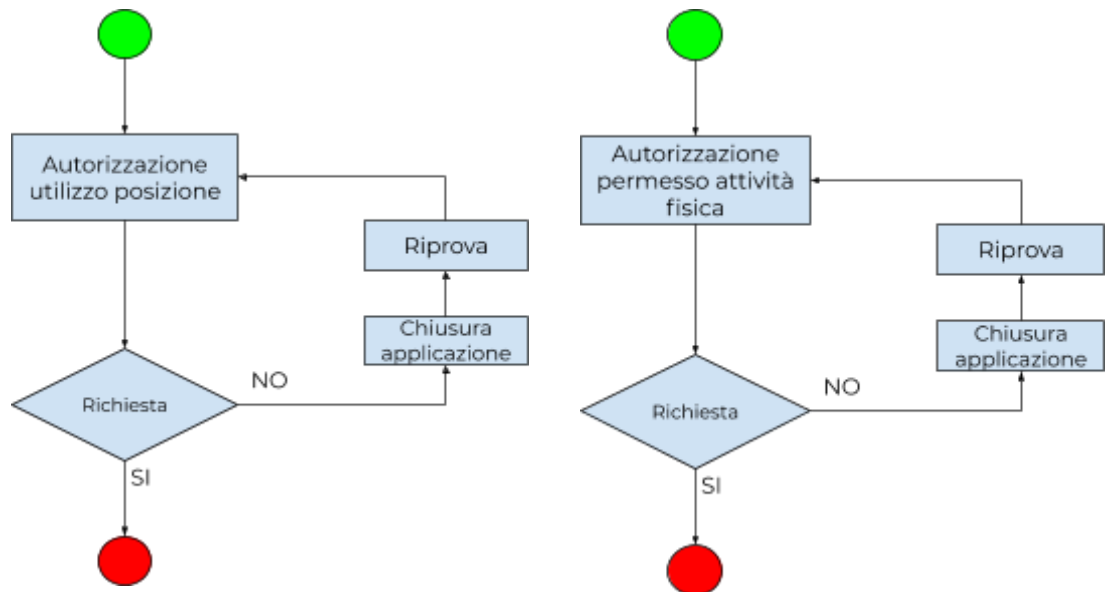 Autorizzazione
utilizzo posizione
Riprova
Chiusura
applicazione
NO
Richiesta
SI
Autorizzazione
permesso attività
fisica
Riprova
Chiusura
applicazione
NO
Richiesta
SI